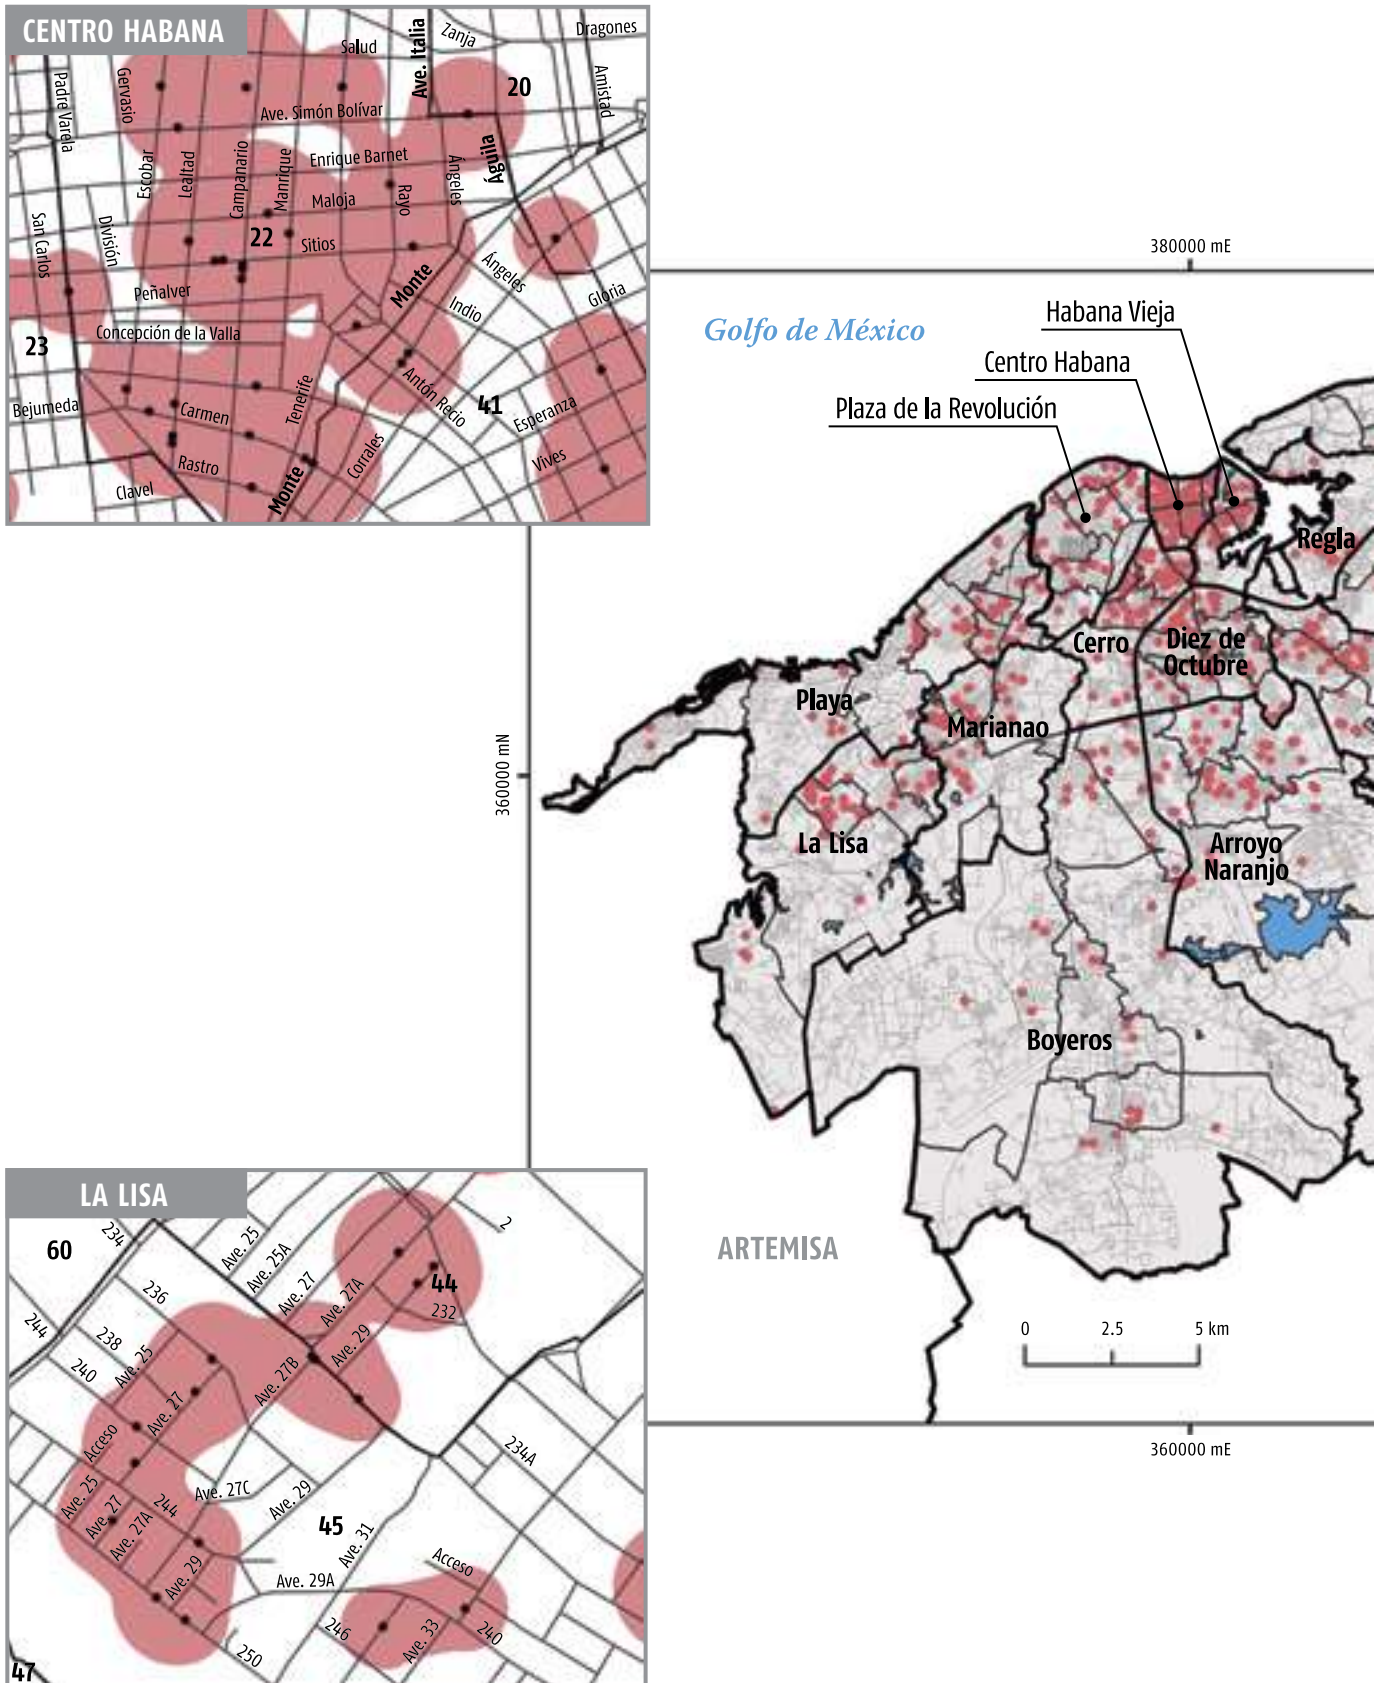 CENTRO HABANA
Salud
Ave. Italia
Zanja
Dragones
Padre Varela
Gervasio
20
Amistad
Ave. Simón Bolívar
Escobar
Lealtad
Campanario
Manrique
Enrique Barnet
Rayo
Ángeles
Águila
Maloja
San Carlos
División
22
Sitios
Monte
Ángeles
Peñalver
Indio
Gloria
Concepción de la Valla
23
Tenerife
Antón Recio
41
Bejumeda
Carmen
Esperanza
Corrales
Rastro
Monte
Vives
Clavel
380000 mE
Golfo de México
Habana Vieja
Centro Habana
Plaza de la Revolución
Regla
Cerro
Diez de
Octubre
Playa
Marianao
360000 mN
La Lisa
Arroyo
Naranjo
Boyeros
ARTEMISA
0
2.5
5 km
360000 mE
LA LISA
60
234
Ave. 25
Ave. 25A
Ave. 27
Ave. 27A
2
44
232
236
244
238
240
Ave. 25
Ave. 29
Ave. 27B
Ave. 27
Acceso
234A
Ave. 25
Ave. 27
Ave. 27A
244
Ave. 27C
Ave. 29
45
Ave. 31
Ave. 29
Acceso
Ave. 29A
246
Ave. 33
240
250
47